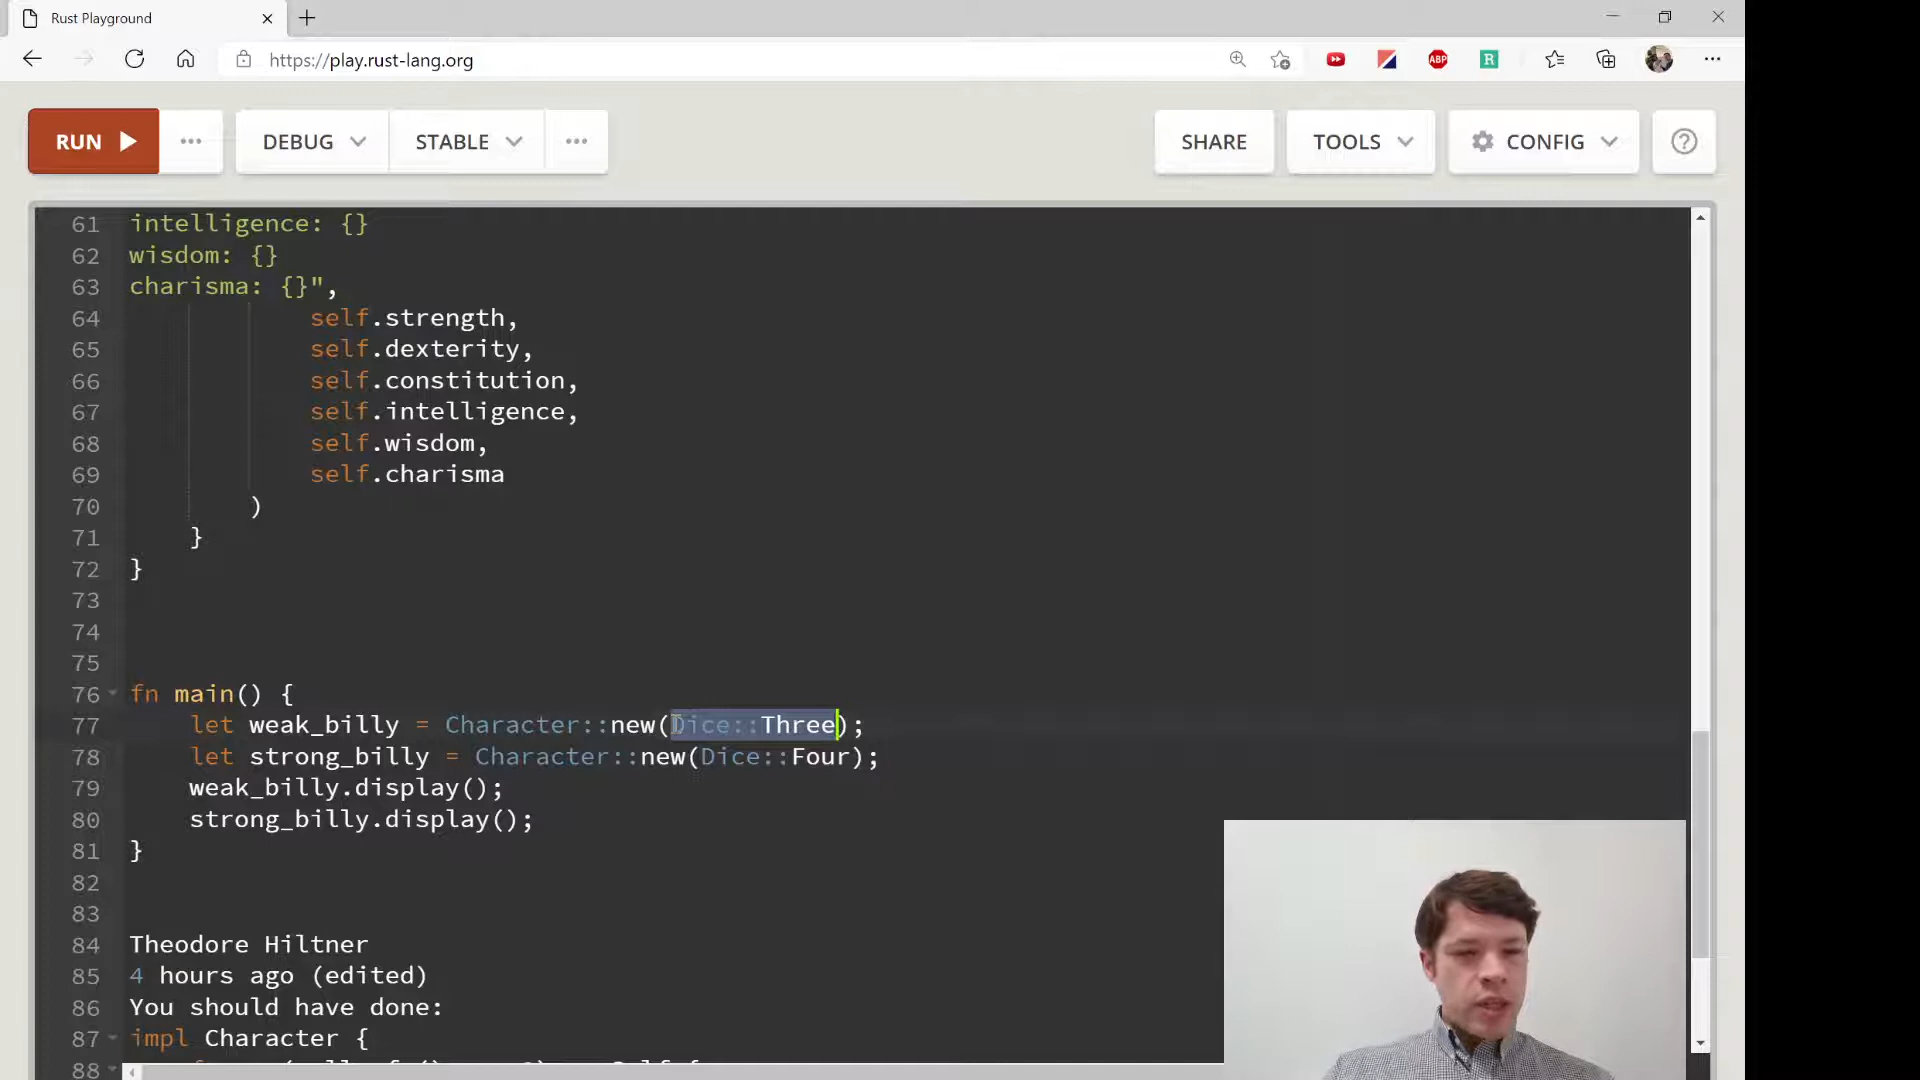 Rust Playground
https://play.rust-lang.org
ABP
R
RUN
DEBUG
STABLE
SHARE
TOOLS
CONFIG
61 intelligence: {}
62 wisdom: {}
63 charisma: {}",
64 self.strength,
65 self.dexterity,
66 self.constitution,
67 self.intelligence,
68 self.wisdom,
69 self.charisma
70 )
71 }
72 }
73
74
75
76 fn main() {
77 let weak_billy = Character::new(Dice::Three);
78 let strong_billy = Character::new(Dice::Four);
79 weak_billy.display();
80 strong_billy.display();
81 }
82
83
84 Theodore Hiltner
85 4 hours ago (edited)
86 You should have done:
87 impl Character {
88